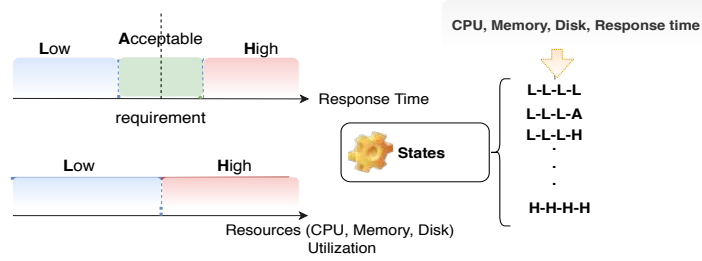 CPU, Memory, Disk, Response time
Low
Acceptable
High
Response Time
requirement
Low
High
Resources (CPU, Memory, Disk)
Utilization
States
L-L-L-L
L-L-L-A
L-L-L-H
.
.
.
H-H-H-H